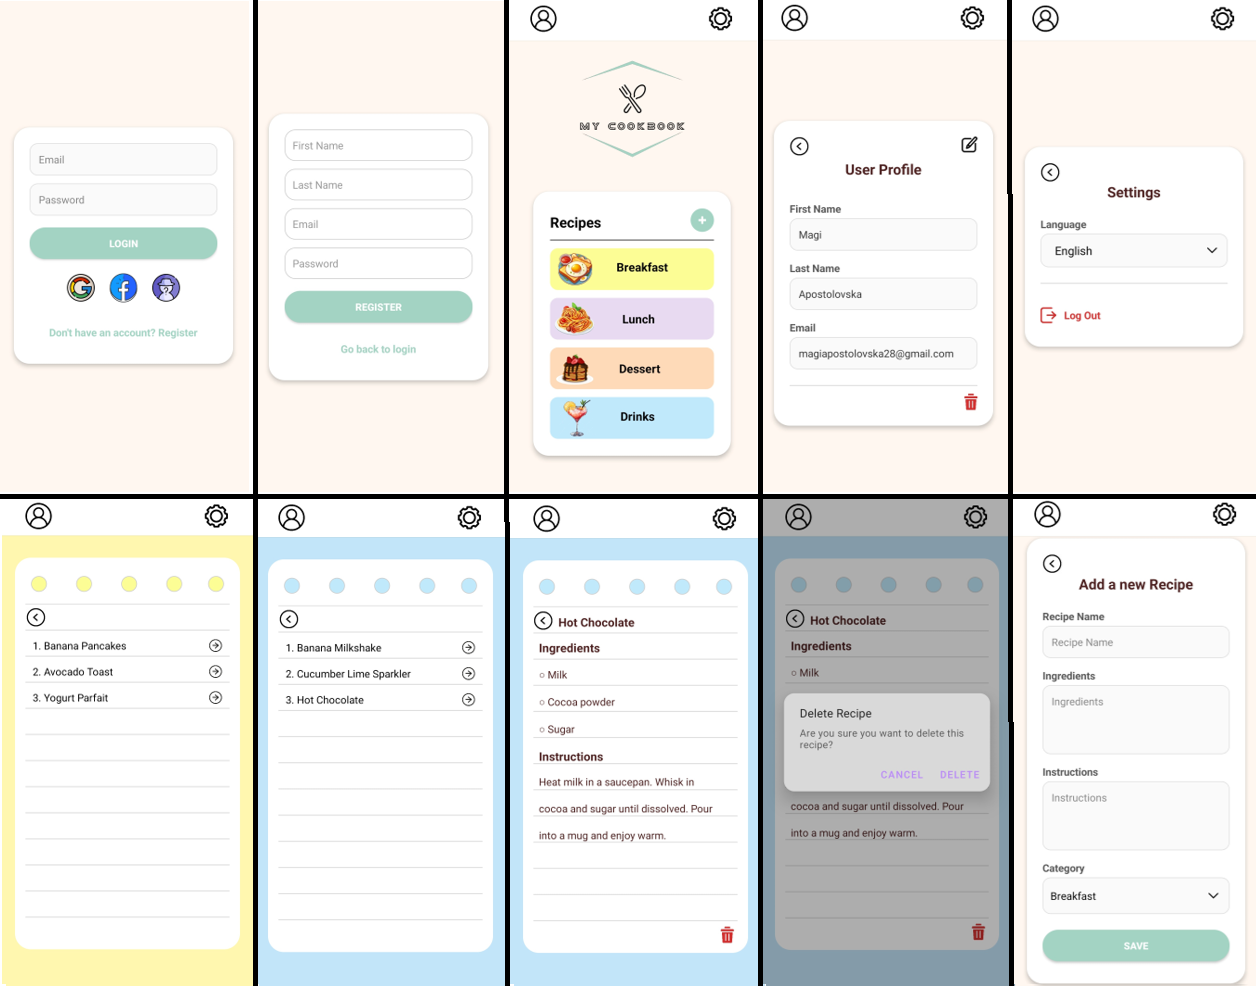 Email
Password
LOGIN
Don't have an account? Register
First Name
Last Name
Email
Password
REGISTER
Go back to login
MY COOKBOOK
Recipes
+
Breakfast
Lunch
Dessert
Drinks
User Profile
First Name
Magi
Last Name
Apostolovska
Email
magiapostolovska28@gmail.com
Settings
Language
English
Log Out
1. Banana Pancakes
2. Avocado Toast
3. Yogurt Parfait
1. Banana Milkshake
2. Cucumber Lime Sparkler
3. Hot Chocolate
Hot Chocolate
Ingredients
○ Milk
○ Cocoa powder
○ Sugar
Instructions
Heat milk in a saucepan. Whisk in
cocoa and sugar until dissolved. Pour
into a mug and enjoy warm.
Hot Chocolate
Ingredients
○ Milk
Delete Recipe
Are you sure you want to delete this
recipe?
CANCEL DELETE
cocoa and sugar until dissolved. Pour
into a mug and enjoy warm.
Add a new Recipe
Recipe Name
Recipe Name
Ingredients
Ingredients
Instructions
Instructions
Category
Breakfast
SAVE